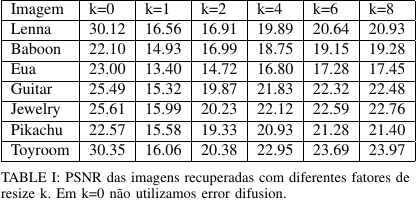 Imagem k=0 k=1 k=2 k=4 k=6 k=8
Lenna 30.12 16.56 16.91 19.89 20.64 20.93
Baboon 22.10 14.93 16.99 18.75 19.15 19.28
Eua 23.00 13.40 14.72 16.80 17.28 17.45
Guitar 25.49 15.32 19.87 21.83 22.32 22.48
Jewelry 25.61 15.99 20.23 22.12 22.59 22.76
Pikachu 22.57 15.58 19.33 20.93 21.28 21.40
Toyroom 30.35 16.06 20.38 22.95 23.69 23.97
TABLE I: PSNR das imagens recuperadas com diferentes fatores de
resize k. Em k=0 não utilizamos error difusion.